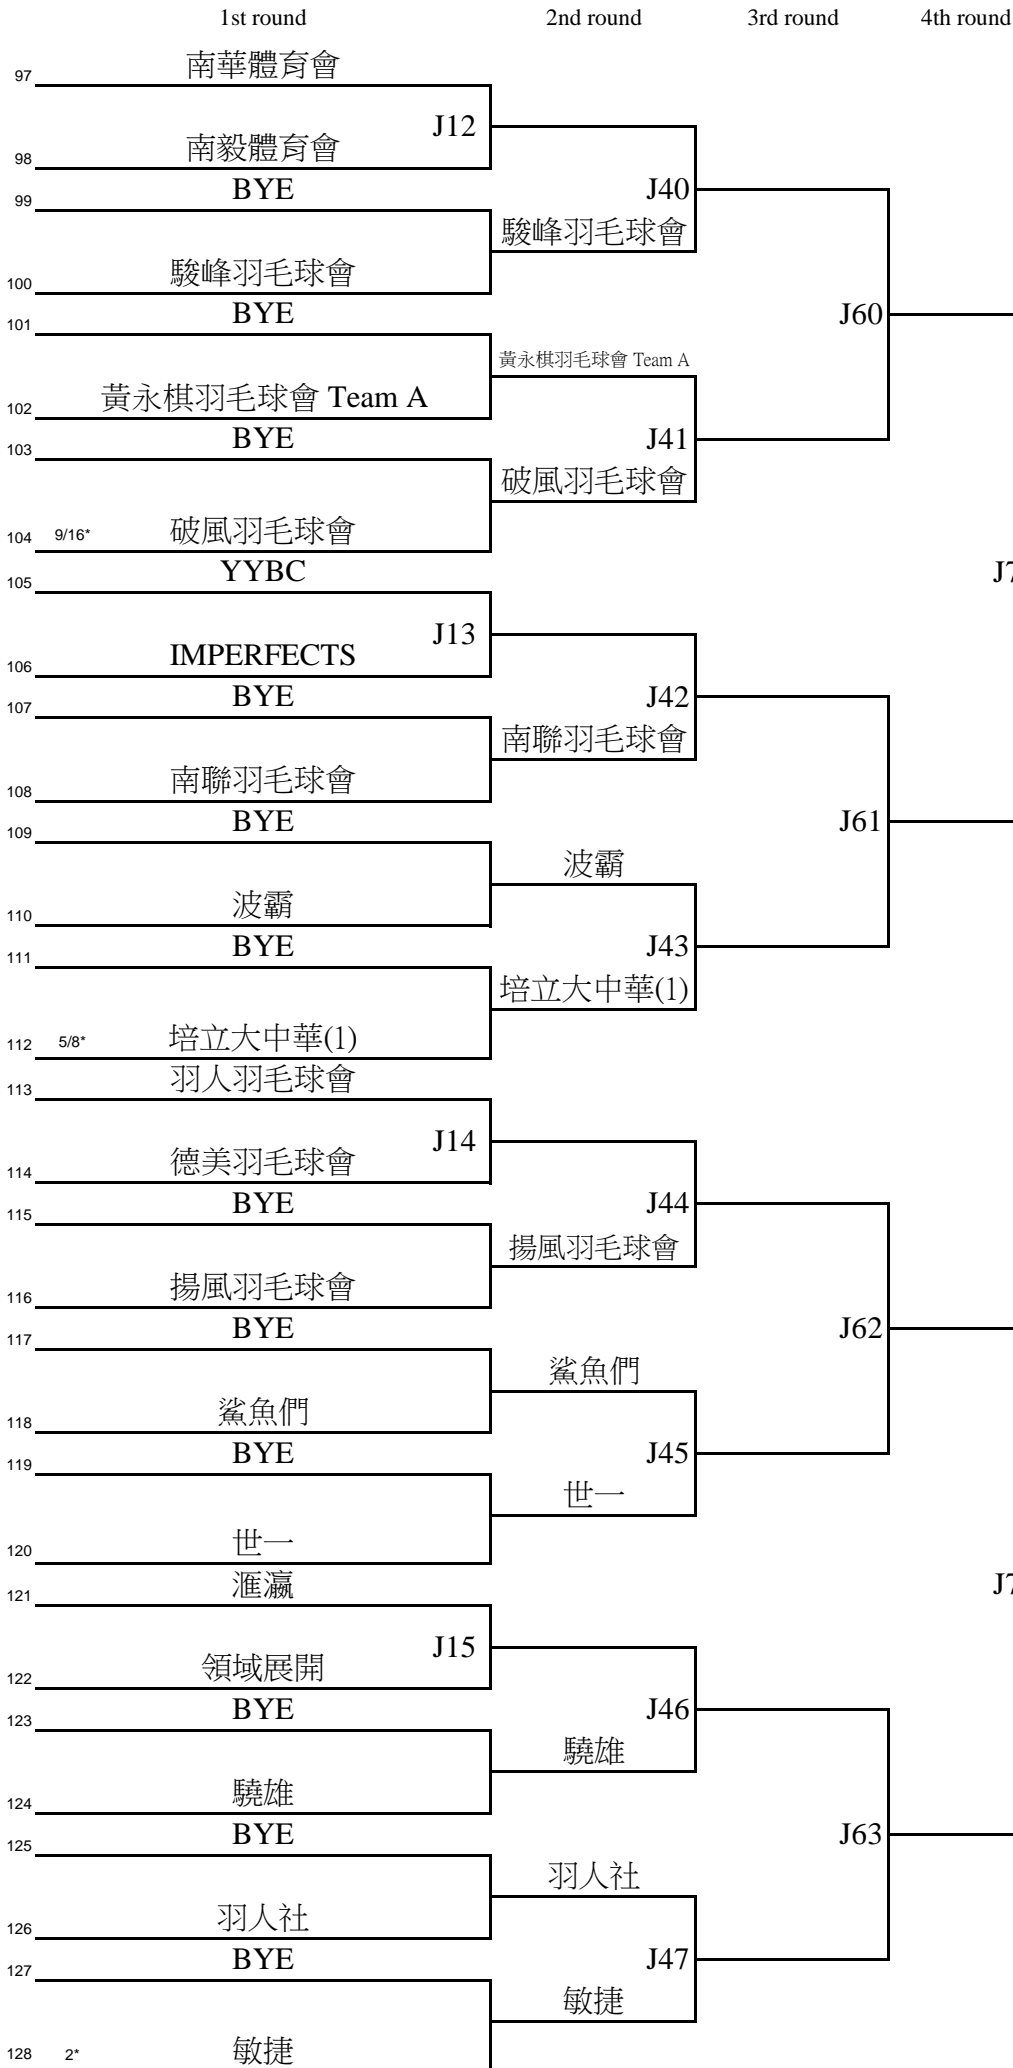 1st round 2nd round 3rd round 4th round
97 南華體育會
J12
98 南毅體育會
99 BYE
J40
駿峰羽毛球會
100 駿峰羽毛球會
101 BYE
J60
黃永棋羽毛球會 Team A
102 黃永棋羽毛球會 Team A
103 BYE
J41
破風羽毛球會
104 9/16* 破風羽毛球會
105 YYBC
J7
J13
106 IMPERFECTS
107 BYE
J42
南聯羽毛球會
108 南聯羽毛球會
109 BYE
J61
波霸
110 波霸
111 BYE
J43
培立大中華(1)
112 5/8* 培立大中華(1)
113 羽人羽毛球會
J14
114 德美羽毛球會
115 BYE
J44
揚風羽毛球會
116 揚風羽毛球會
117 BYE
J62
鯊魚們
118 鯊魚們
119 BYE
J45
世一
120 世一
121 滙瀛
J7
J15
122 領域展開
123 BYE
J46
驍雄
124 驍雄
125 BYE
J63
羽人社
126 羽人社
127 BYE
J47
敏捷
128 2* 敏捷